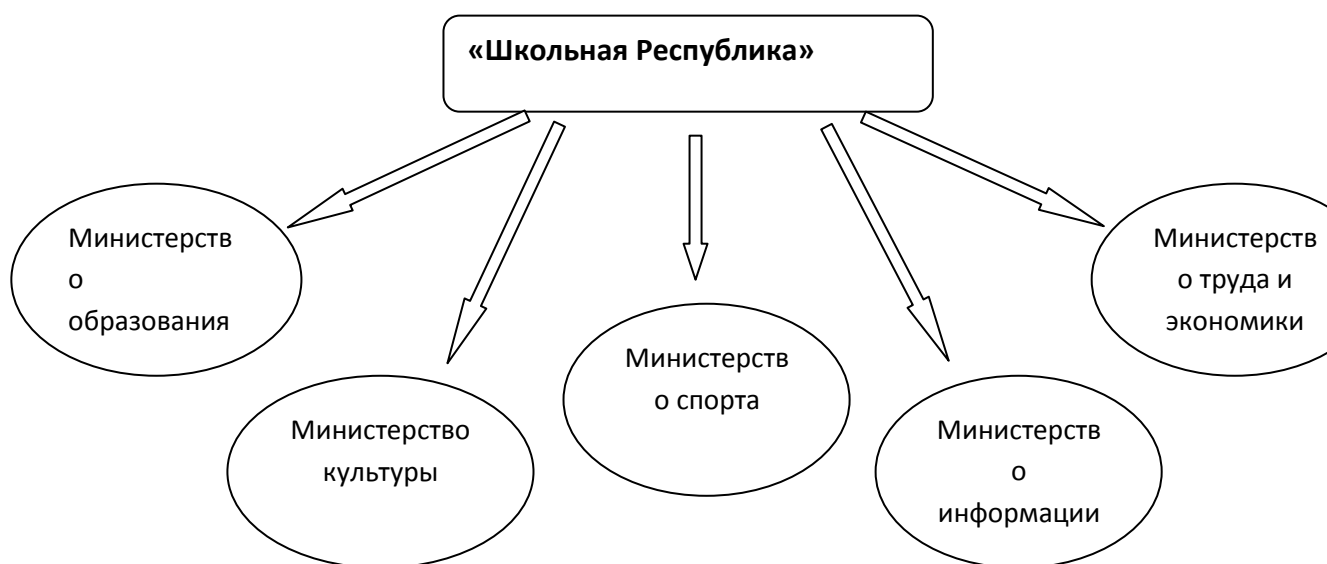 «Школьная Республика»
Министерств
о
образования
Министерство
культуры
Министерств
о спорта
Министерств
о
информации
Министерств
о труда и
экономики